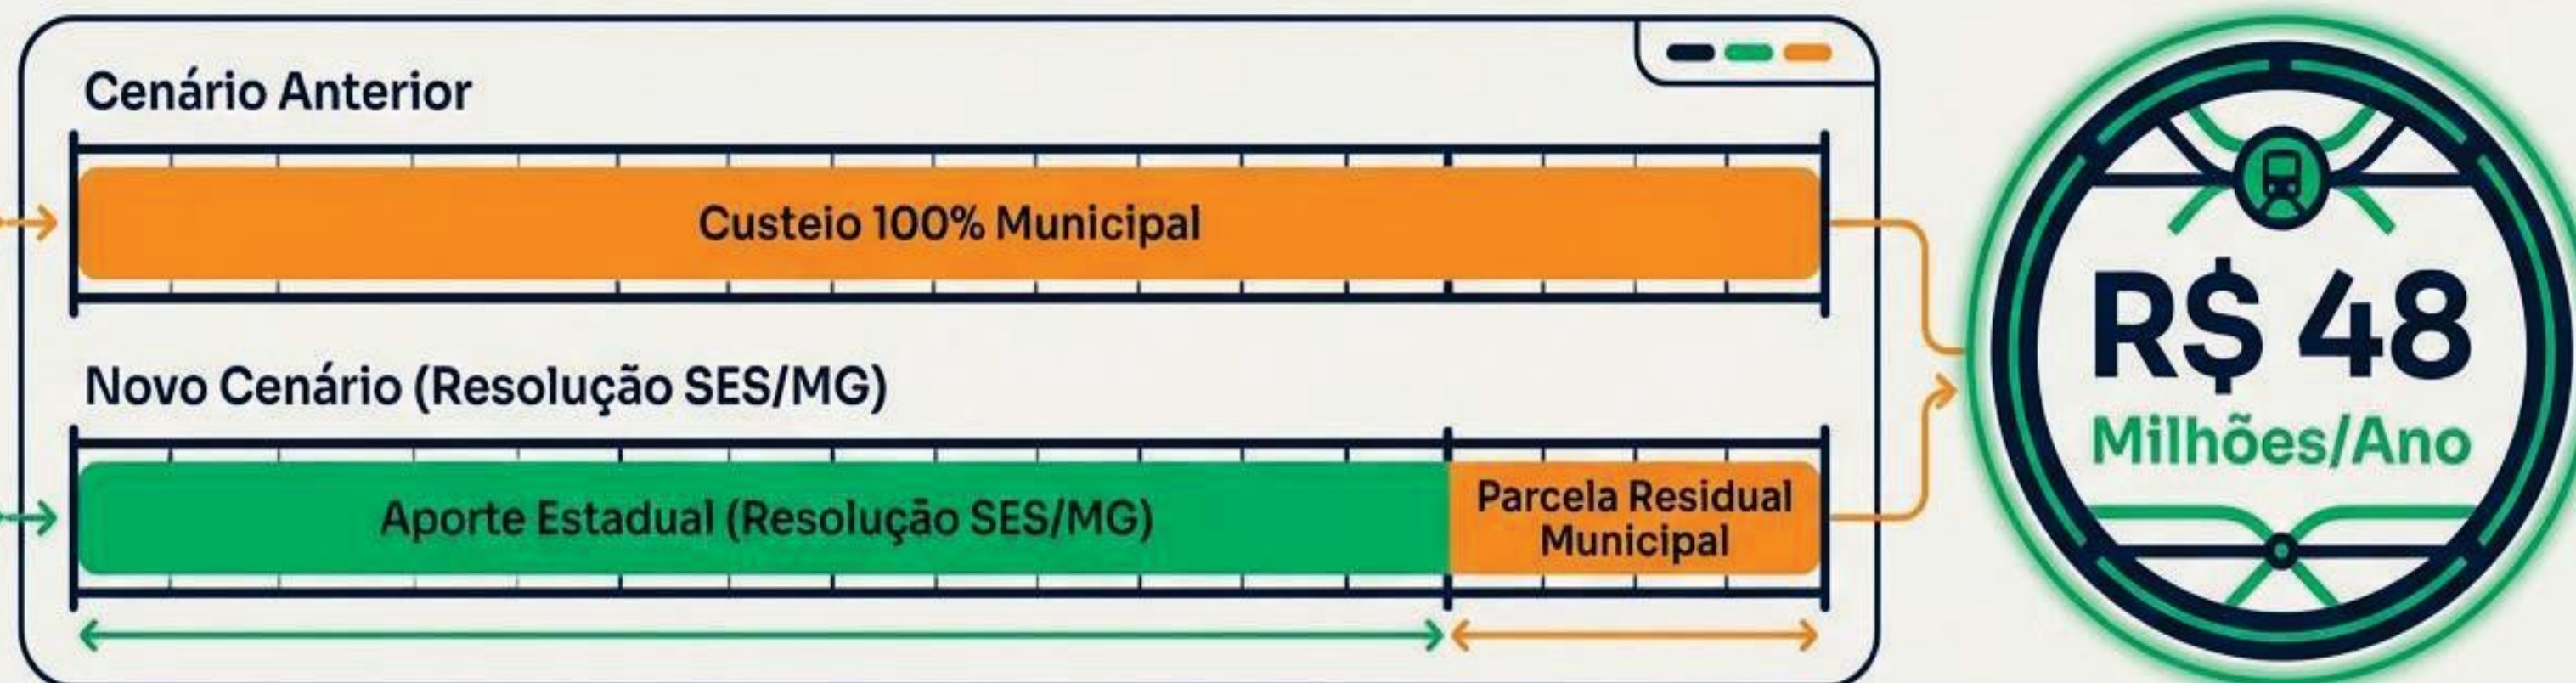 Cenário Anterior
Custeio 100% Municipal
Novo Cenário (Resolução SES/MG)
Aporte Estadual (Resolução SES/MG)
Parcela Residual
Municipal
R$ 48
Milhões/Ano